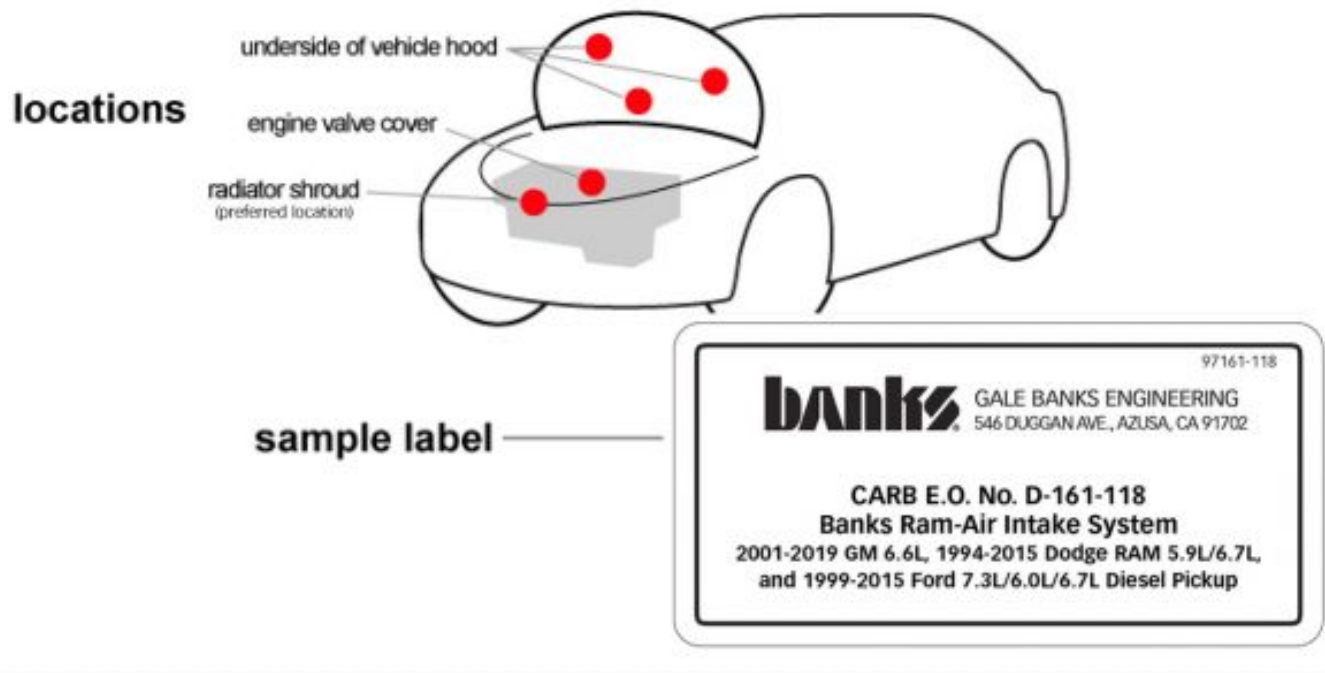 underside of vehicle hood
locations
engine valve cover
radiator shroud
(preferred location)
97161-118
banks
GALE BANKS ENGINEERING
546 DUGGAN AVE., AZUSA, CA 91702
sample label
CARB E.O. No. D-161-118
Banks Ram-Air Intake System
2001-2019 GM 6.6L, 1994-2015 Dodge RAM 5.9L/6.7L,
and 1999-2015 Ford 7.3L/6.0L/6.7L Diesel Pickup